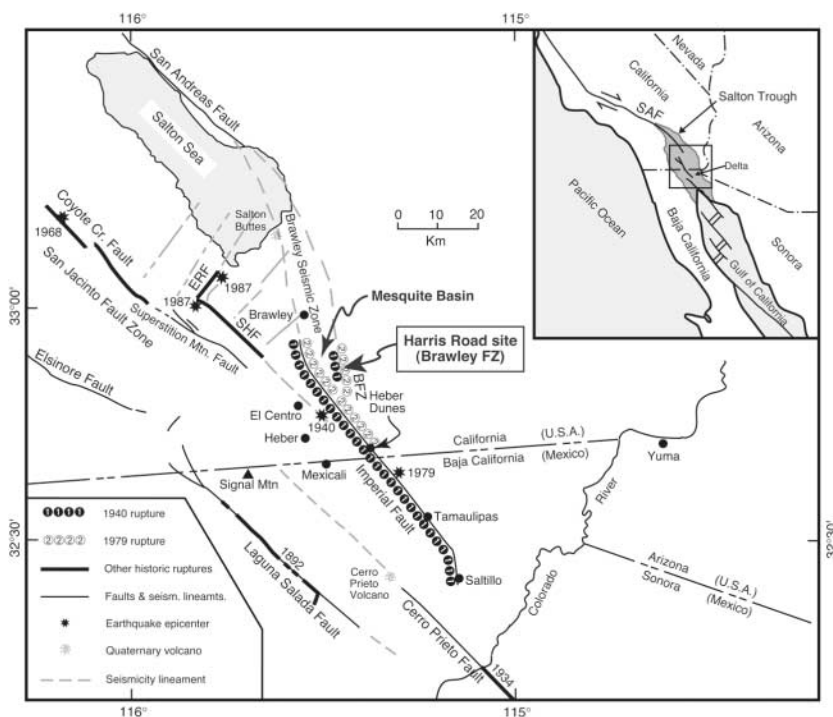 116°
115°
San Andreas Fault
Salton Sea
Nevada
California
Salton Trough
SAF
Arizona
Delta
Pacific Ocean
Baja California
Sonora
Gulf of California
Salton
Buttes
0 10 20
Km
Coyote Cr. Fault
1968
San Jacinto Fault Zone
ERF
1987
1987
Superstition Mtn. Fault
SHF
Brawley Seismic Zone
Brawley
Mesquite Basin
Harris Road site
(Brawley FZ)
33°00'
33°00'
BFZ
Heber
Dunes
Elsinore Fault
El Centro
1940
Heber
California (U.S.A.)
Baja California (Mexico)
Yuma
Mexicali
1979
Signal Mtn
Imperial Fault
River
Tamaulipas
32°30'
32°30'
1892
Laguna Salada Fault
Cerro
Prieto
Volcano
Saltillo
Colorado
Arizona (U.S.A.)
Sonora (Mexico)
Cerro Prieto Fault
1934
1940 rupture
1979 rupture
Other historic ruptures
Faults & seism. lineamts.
Earthquake epicenter
Quaternary volcano
Seismicity lineament
116°
115°